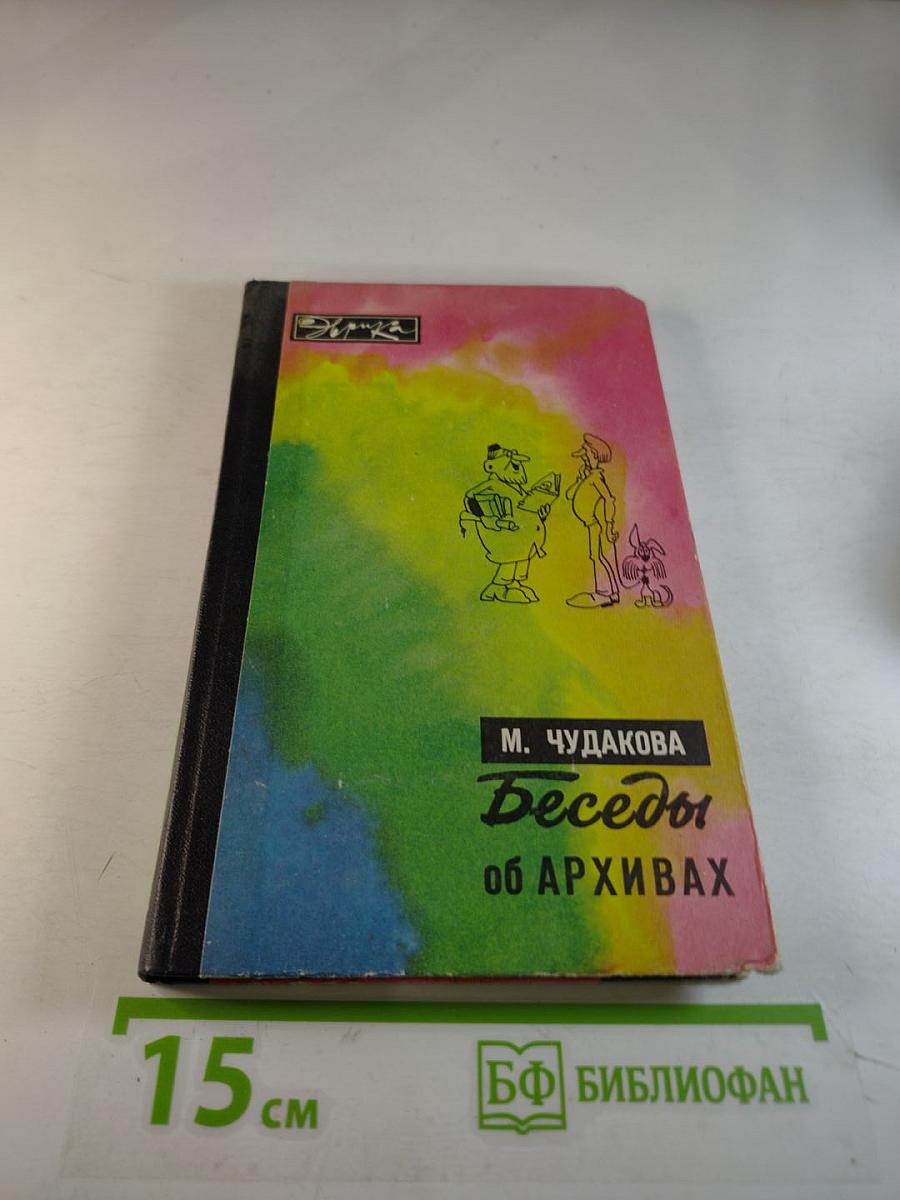 Эврика
М. ЧУДАКОВА
Беседы
об АРХИВАХ
15 см
БФ БИБЛИОФАН